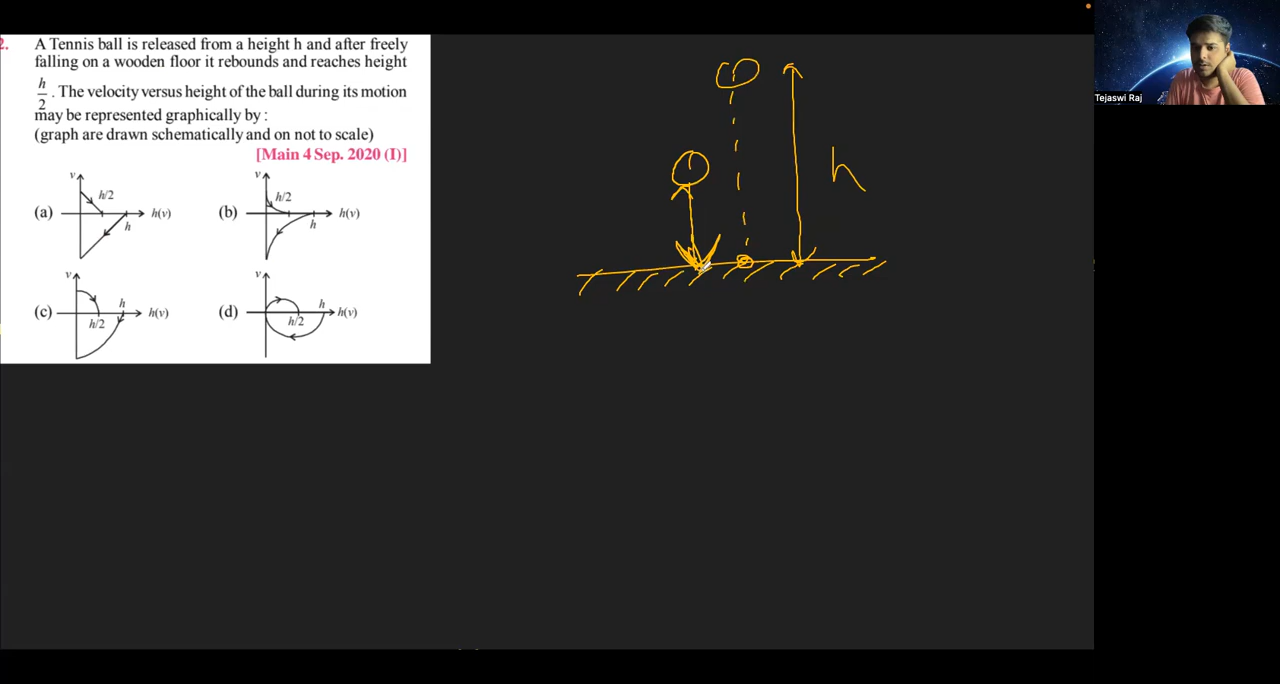 2. A Tennis ball is released from a height h and after freely
falling on a wooden floor it rebounds and reaches height
h/2. The velocity versus height of the ball during its motion
may be represented graphically by :
(graph are drawn schematically and on not to scale)
[Main 4 Sep. 2020 (I)]
(a) v h/2 h h(v)
(b) v h/2 h h(v)
(c) v h/2 h h(v)
(d) v h/2 h h(v)
h
Tejaswi Raj